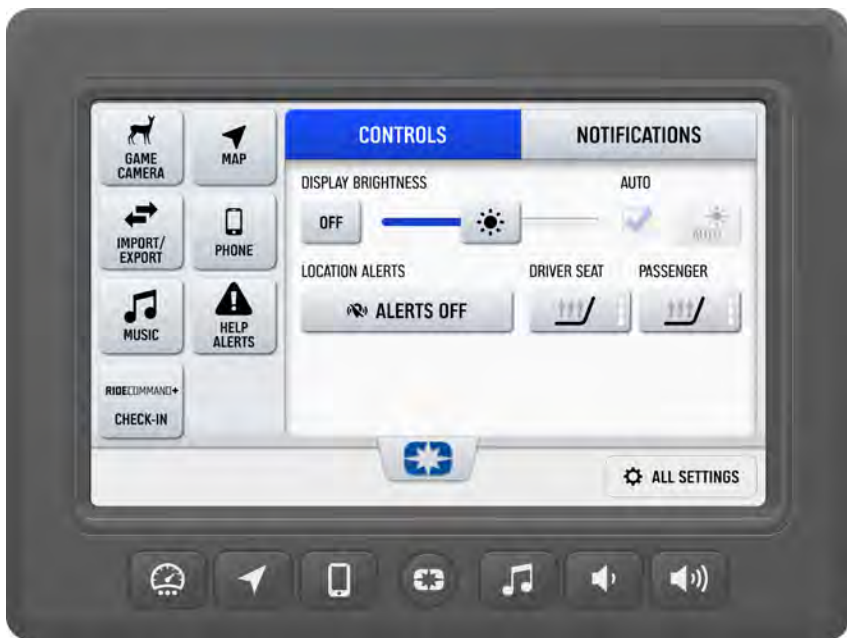 GAME
CAMERA
MAP
IMPORT/
EXPORT
PHONE
MUSIC
HELP
ALERTS
RIDECOMMAND+
CHECK-IN
CONTROLS
NOTIFICATIONS
DISPLAY BRIGHTNESS
AUTO
OFF
AUTO
LOCATION ALERTS
DRIVER SEAT
PASSENGER
ALERTS OFF
ALL SETTINGS